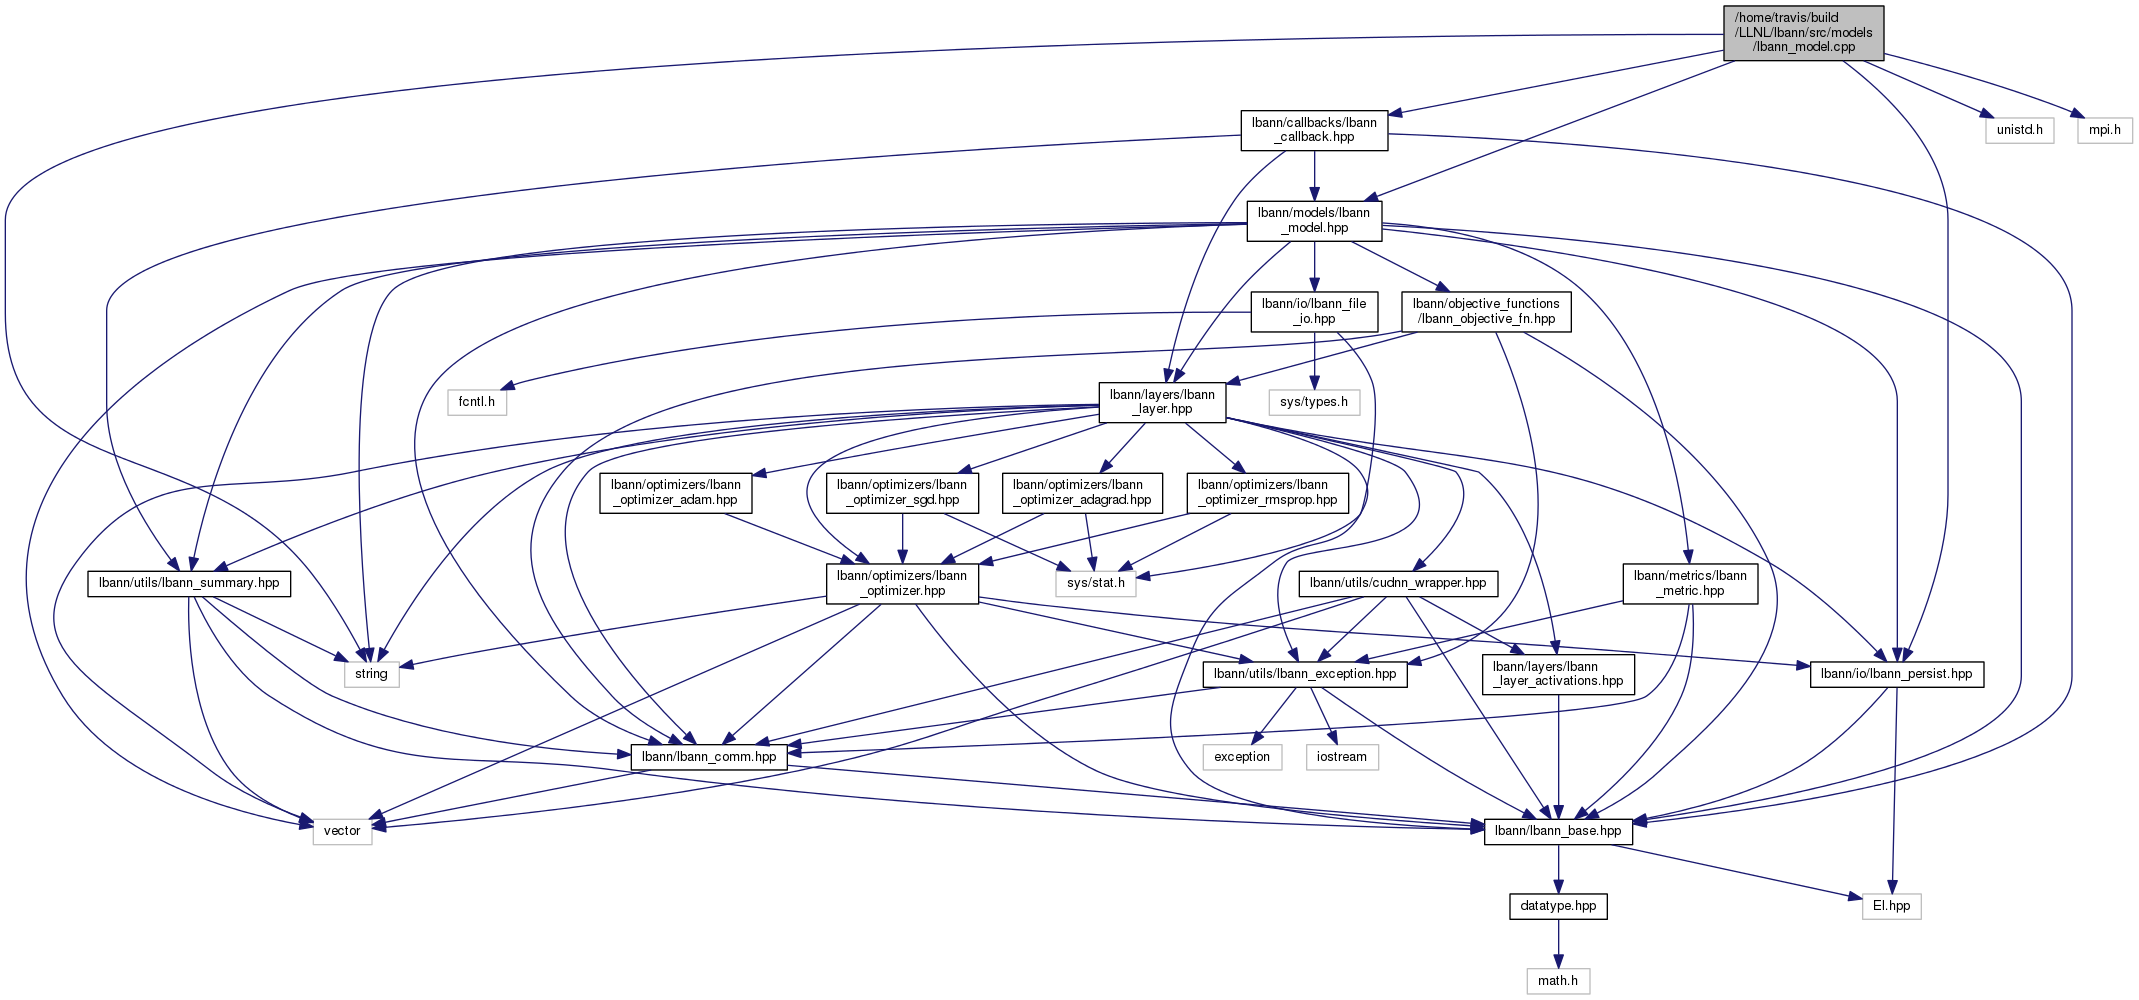 /home/travis/build
/LLNL/lbann/src/models
/lbann_model.cpp
lbann/callbacks/lbann
_callback.hpp
unistd.h
mpi.h
lbann/models/lbann
_model.hpp
lbann/io/lbann_file
_io.hpp
lbann/objective_functions
/lbann_objective_fn.hpp
fcntl.h
lbann/layers/lbann
_layer.hpp
sys/types.h
lbann/optimizers/lbann
_optimizer_adam.hpp
lbann/optimizers/lbann
_optimizer_sgd.hpp
lbann/optimizers/lbann
_optimizer_adagrad.hpp
lbann/optimizers/lbann
_optimizer_rmsprop.hpp
lbann/utils/lbann_summary.hpp
lbann/optimizers/lbann
_optimizer.hpp
sys/stat.h
lbann/utils/cudnn_wrapper.hpp
lbann/metrics/lbann
_metric.hpp
string
lbann/utils/lbann_exception.hpp
lbann/layers/lbann
_layer_activations.hpp
lbann/io/lbann_persist.hpp
lbann/lbann_comm.hpp
exception
iostream
vector
lbann/lbann_base.hpp
datatype.hpp
El.hpp
math.h